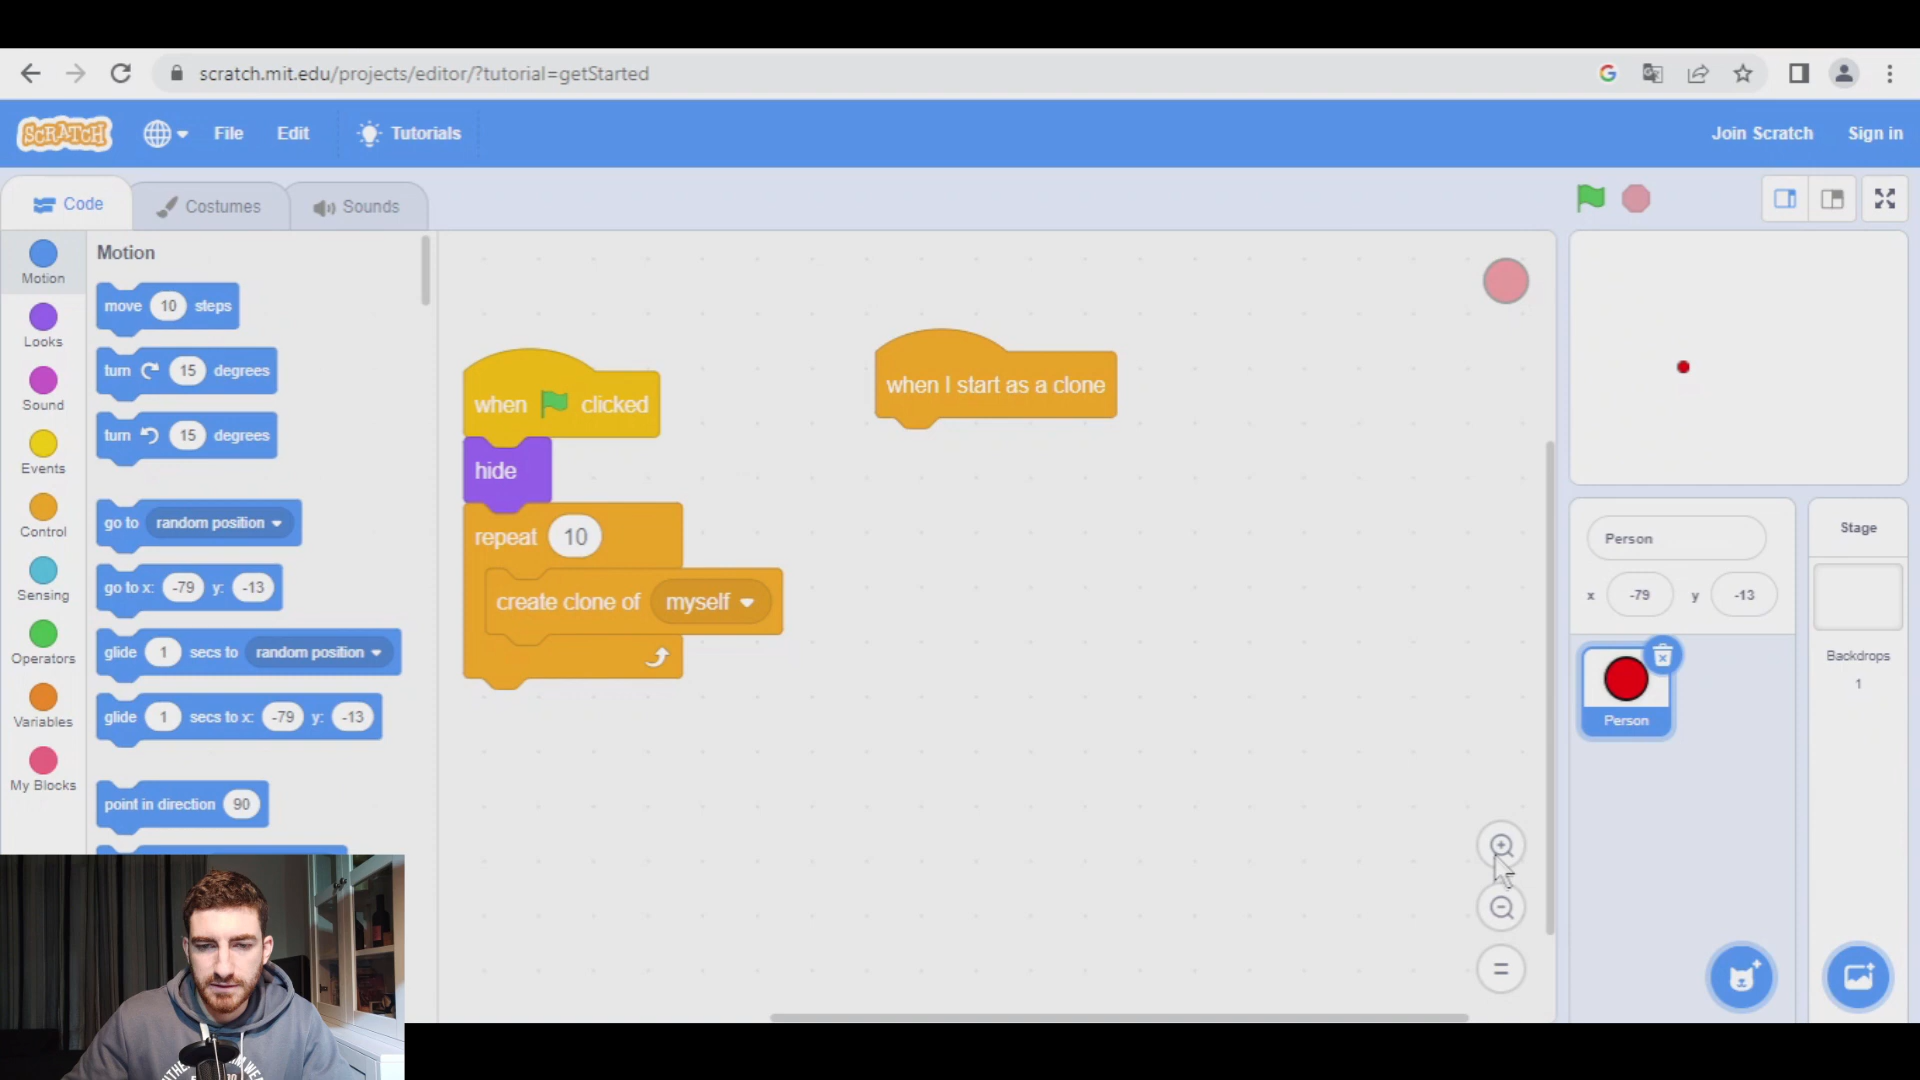 scratch.mit.edu/projects/editor/?tutorial=getStarted
SCRATCH File Edit Tutorials Join Scratch Sign in
Code Costumes Sounds
Motion
Looks
Sound
Events
Control
Sensing
Operators
Variables
My Blocks
Motion
move 10 steps
turn 15 degrees
turn 15 degrees
go to random position
go to x: -79 y: -13
glide 1 secs to random position
glide 1 secs to x: -79 y: -13
point in direction 90
when clicked
hide
repeat 10
create clone of myself
when I start as a clone
Person
x -79 y -13
Person
Stage
Backdrops
1